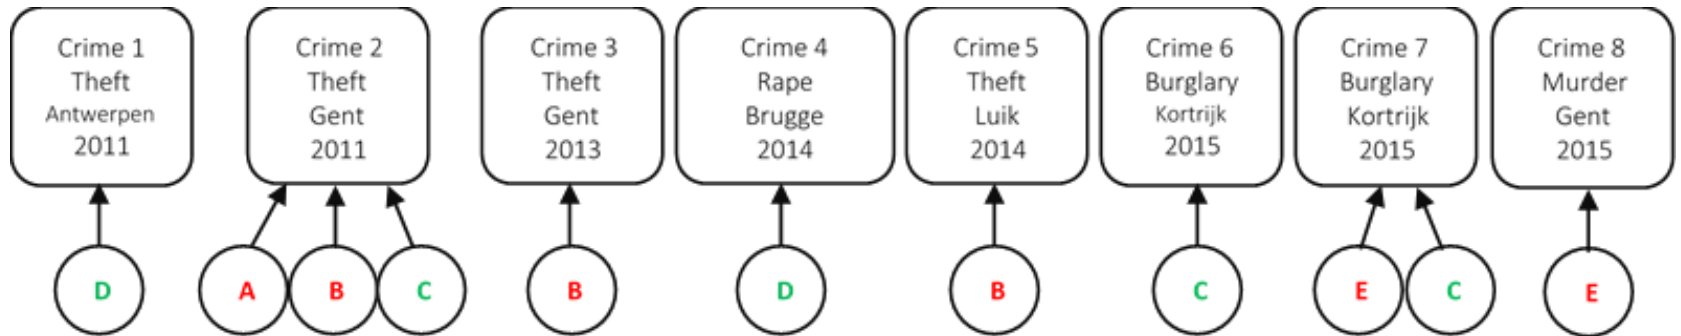 Crime 1
Theft
Antwerpen
2011
Crime 2
Theft
Gent
2011
Crime 3
Theft
Gent
2013
Crime 4
Rape
Brugge
2014
Crime 5
Theft
Luik
2014
Crime 6
Burglary
Kortrijk
2015
Crime 7
Burglary
Kortrijk
2015
Crime 8
Murder
Gent
2015
D
A
B
C
B
D
B
C
E
C
E